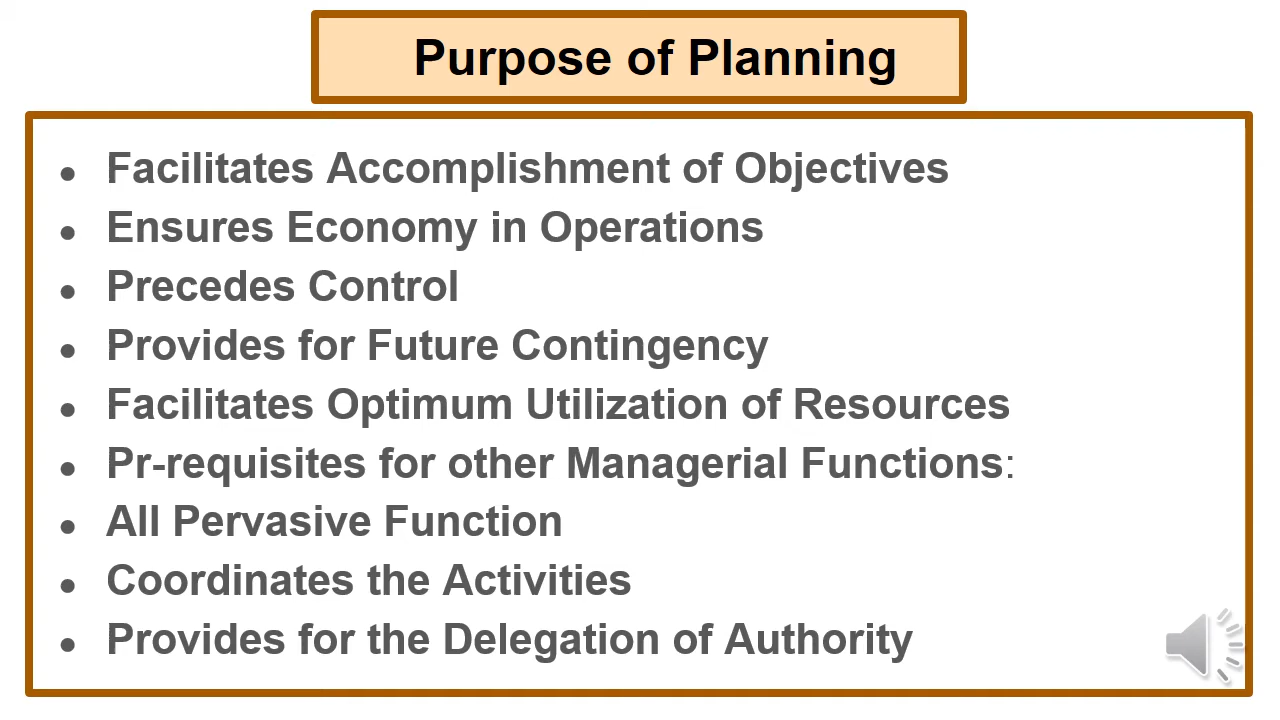 Purpose of Planning
● Facilitates Accomplishment of Objectives
● Ensures Economy in Operations
● Precedes Control
● Provides for Future Contingency
● Facilitates Optimum Utilization of Resources
● Pr-requisites for other Managerial Functions:
● All Pervasive Function
● Coordinates the Activities
● Provides for the Delegation of Authority